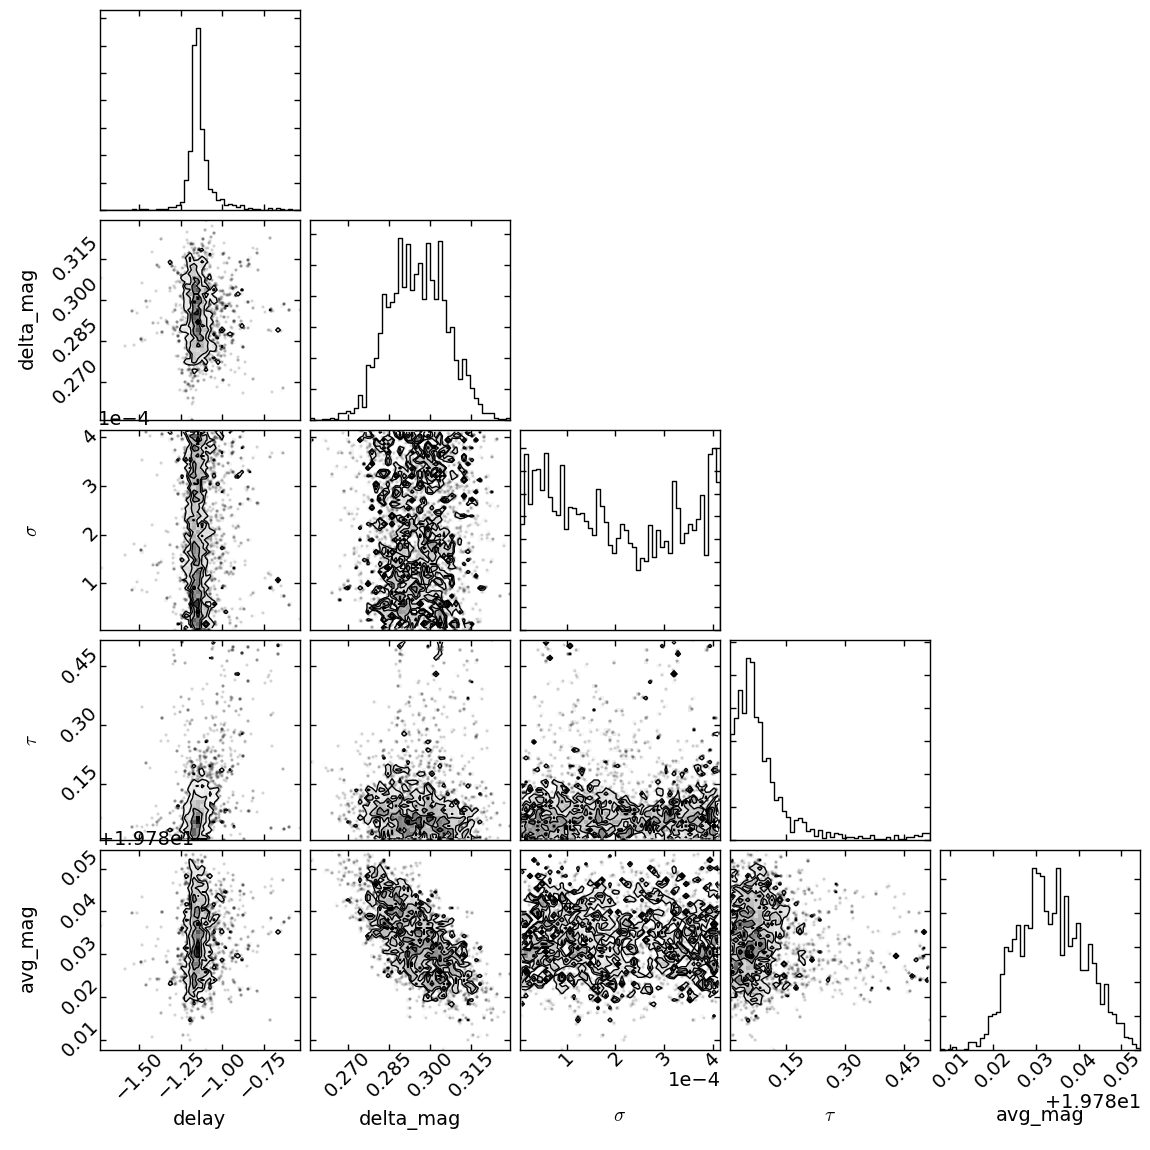 delta_mag
0.315
0.300
0.285
0.270
1e−4
σ
4
3
2
1
τ
0.45
0.30
0.15
+1.978e1
avg_mag
0.05
0.04
0.03
0.02
0.01
−1.50 −1.25 −1.00 −0.75
0.270 0.285 0.300 0.315
1 2 3 4
1e−4
0.15 0.30 0.45
0.01 0.02 0.03 0.04 0.05
+1.978e1
delay delta_mag σ τ avg_mag